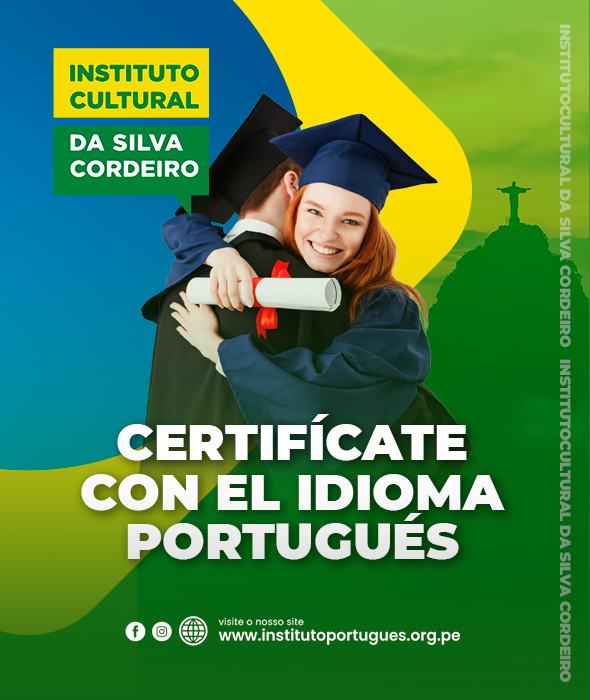 INSTITUTO
CULTURAL
DA SILVA
CORDEIRO
INSTITUTOCULTURAL DA SILVA CORDEIRO
INSTITUTOCULTURAL DA SILVA CORDEIRO
CERTIFÍCATE
CON EL IDIOMA
PORTUGUÉS
visite o nosso site
www.institutoportugues.org.pe